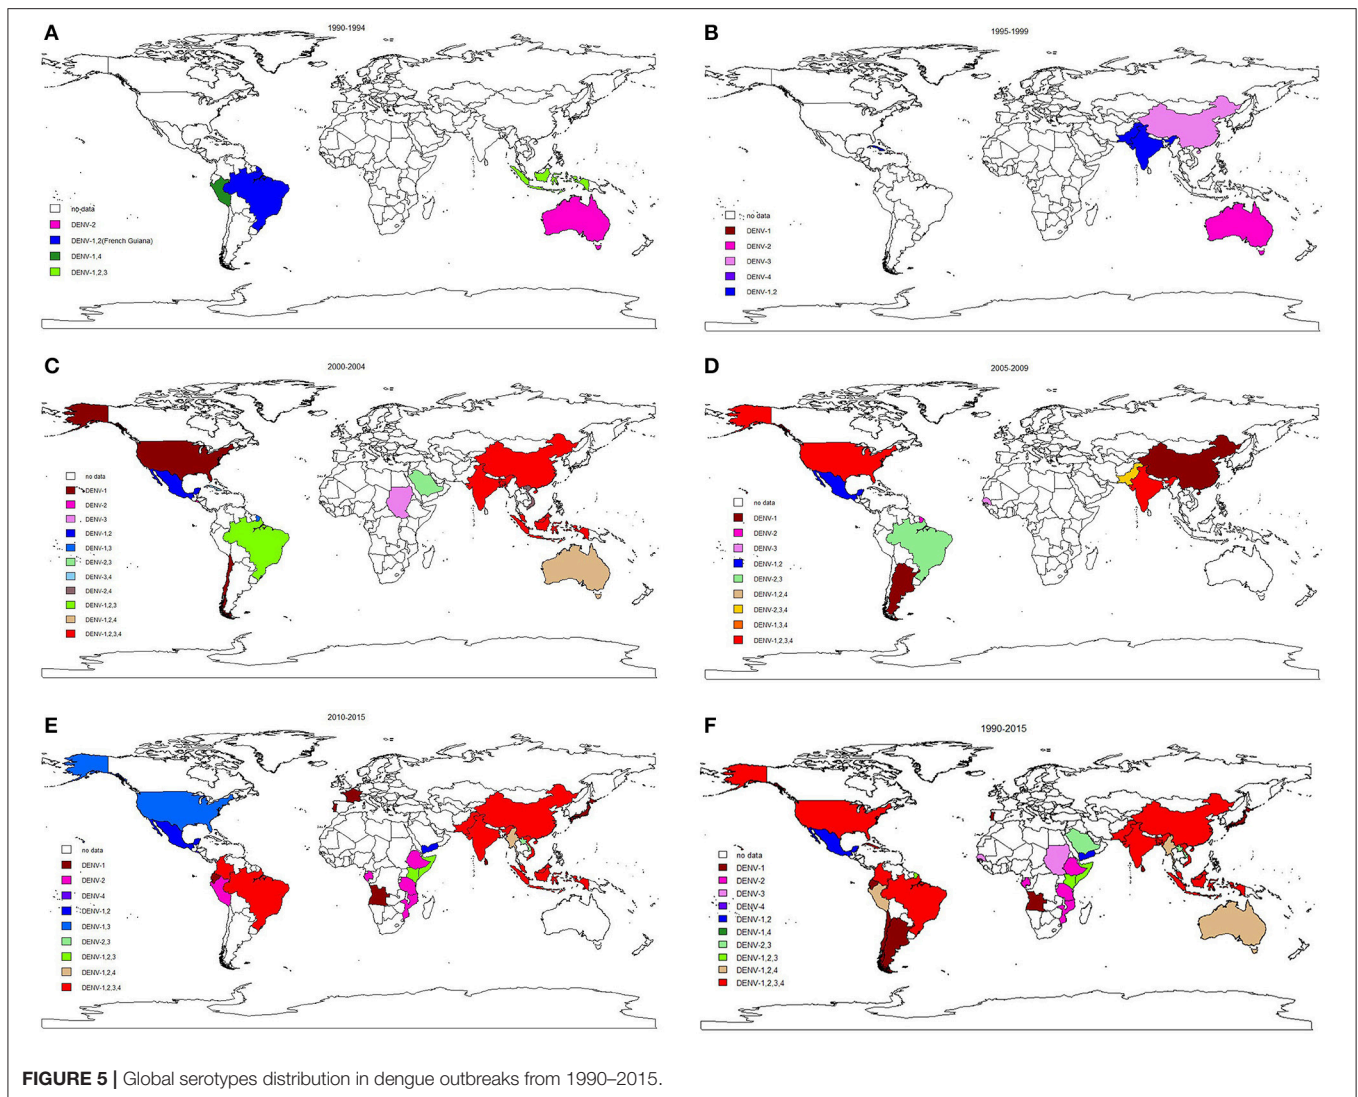 A
1990-1994
no data
DENV-2
DENV-1,2(French Guiana)
DENV-1,4
DENV-1,2,3
B
1995-1999
no data
DENV-1
DENV-2
DENV-3
DENV-4
DENV-1,2
C
2000-2004
no data
DENV-1
DENV-2
DENV-3
DENV-1,2
DENV-1,3
DENV-2,3
DENV-3,4
DENV-2,4
DENV-1,2,3
DENV-1,2,4
DENV-1,2,3,4
D
2005-2009
no data
DENV-1
DENV-2
DENV-3
DENV-1,2
DENV-2,3
DENV-1,2,4
DENV-2,3,4
DENV-1,3,4
DENV-1,2,3,4
E
2010-2015
no data
DENV-1
DENV-2
DENV-4
DENV-1,2
DENV-1,3
DENV-2,3
DENV-1,2,3
DENV-1,2,4
DENV-1,2,3,4
F
1990-2015
no data
DENV-1
DENV-2
DENV-3
DENV-4
DENV-1,2
DENV-1,4
DENV-2,3
DENV-1,2,3
DENV-1,2,4
DENV-1,2,3,4
FIGURE 5 | Global serotypes distribution in dengue outbreaks from 1990–2015.